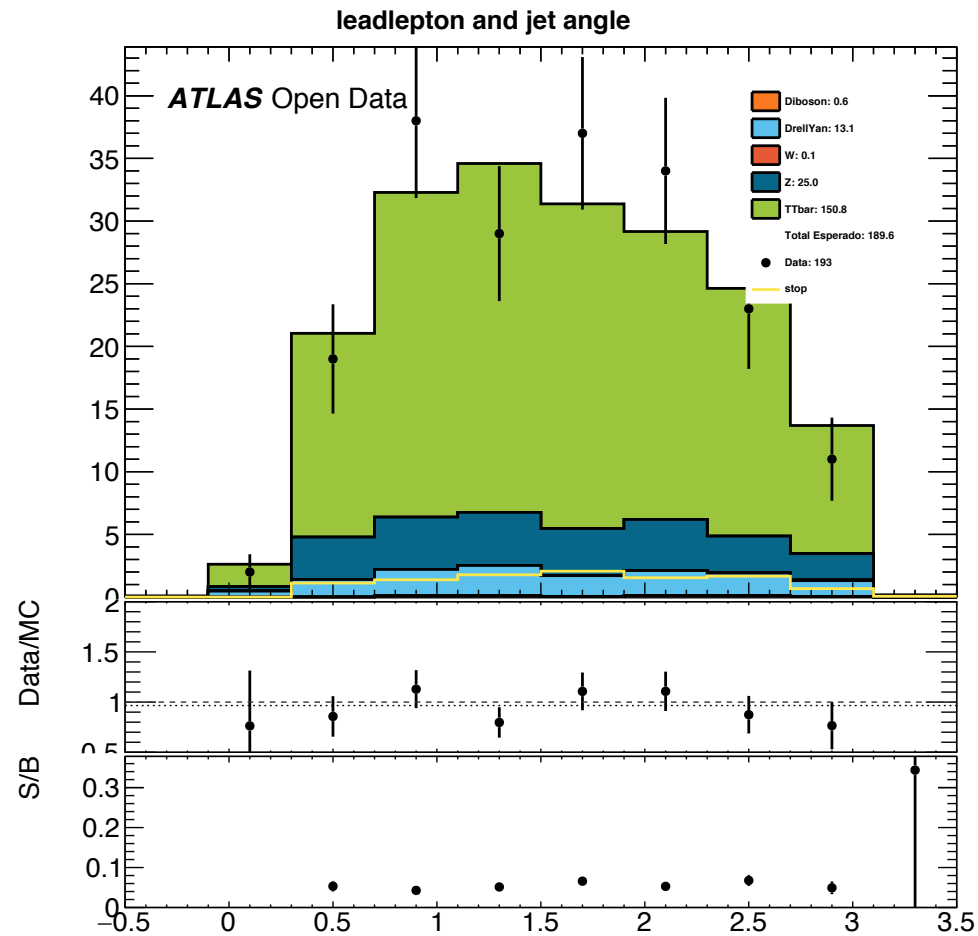 leadlepton and jet angle
ATLAS Open Data
Diboson: 0.6
DrellYan: 13.1
W: 0.1
Z: 25.0
TTbar: 150.8
Total Esperado: 189.6
Data: 193
stop
40
35
30
25
20
15
10
5
0
Data/MC
2
1.5
1
0.5
S/B
0.3
0.2
0.1
0
−0.5 0 0.5 1 1.5 2 2.5 3 3.5